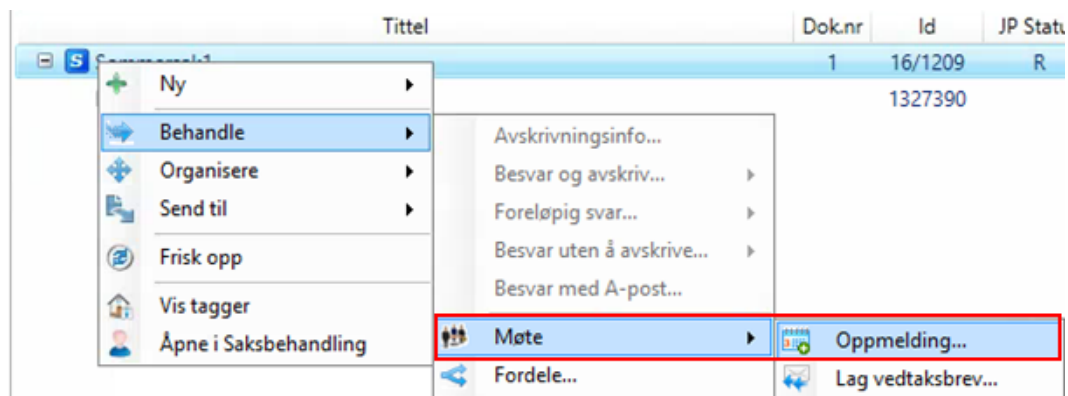 Tittel Dok.nr Id JP Statu
S 1 16/1209 R
Ny 1327390
Behandle Avskrivningsinfo...
Organisere Besvar og avskriv...
Send til Foreløpig svar...
Frisk opp Besvar uten å avskrive...
Vis tagger Besvar med A-post...
Åpne i Saksbehandling Møte Oppmelding...
Fordele... Lag vedtaksbrev...